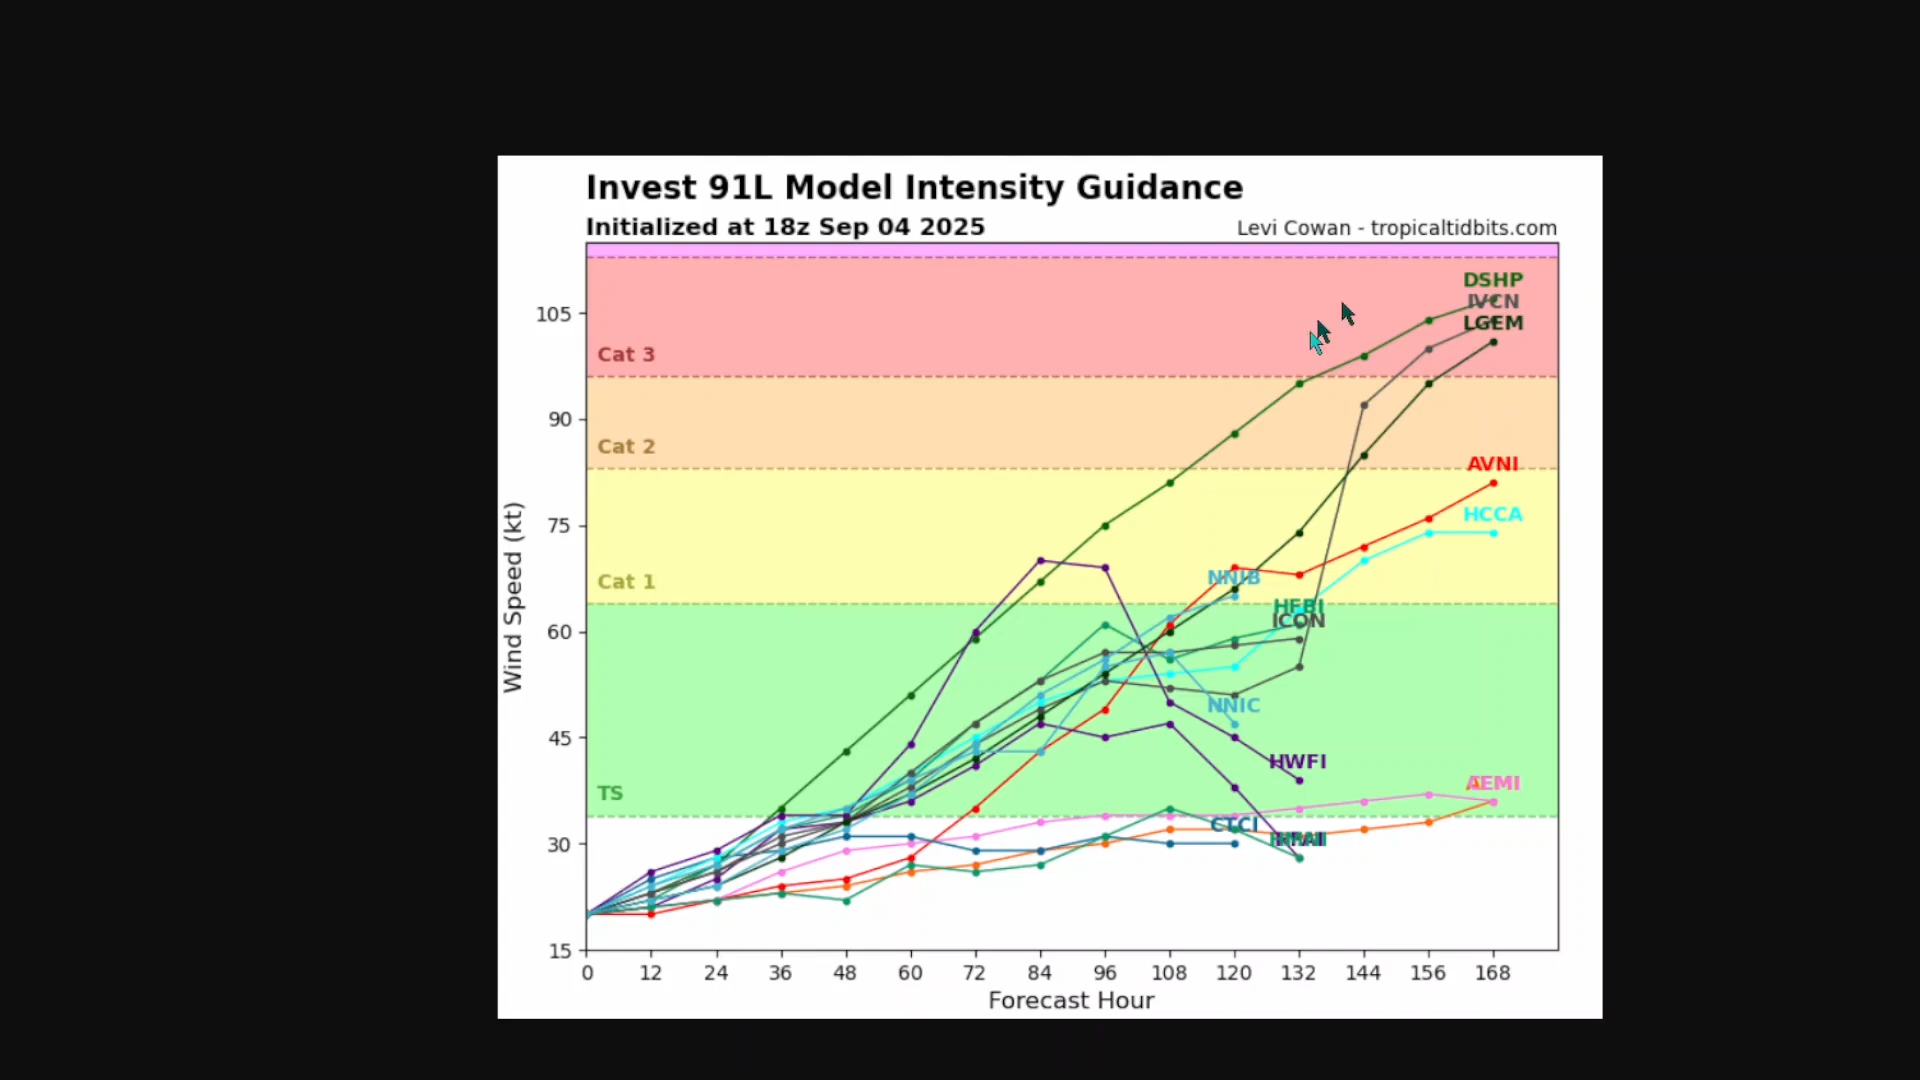 Invest 91L Model Intensity Guidance
Initialized at 18z Sep 04 2025
Levi Cowan - tropicaltidbits.com
DSHP
IVCN
105
LGEM
Cat 3
90
Cat 2
AVNI
75
HCCA
Wind Speed (kt)
Cat 1
NNIB
HFBI
60
ICON
NNIC
45
HWFI
TS
AEMI
CTCI
30
15
0 12 24 36 48 60 72 84 96 108 120 132 144 156 168
Forecast Hour